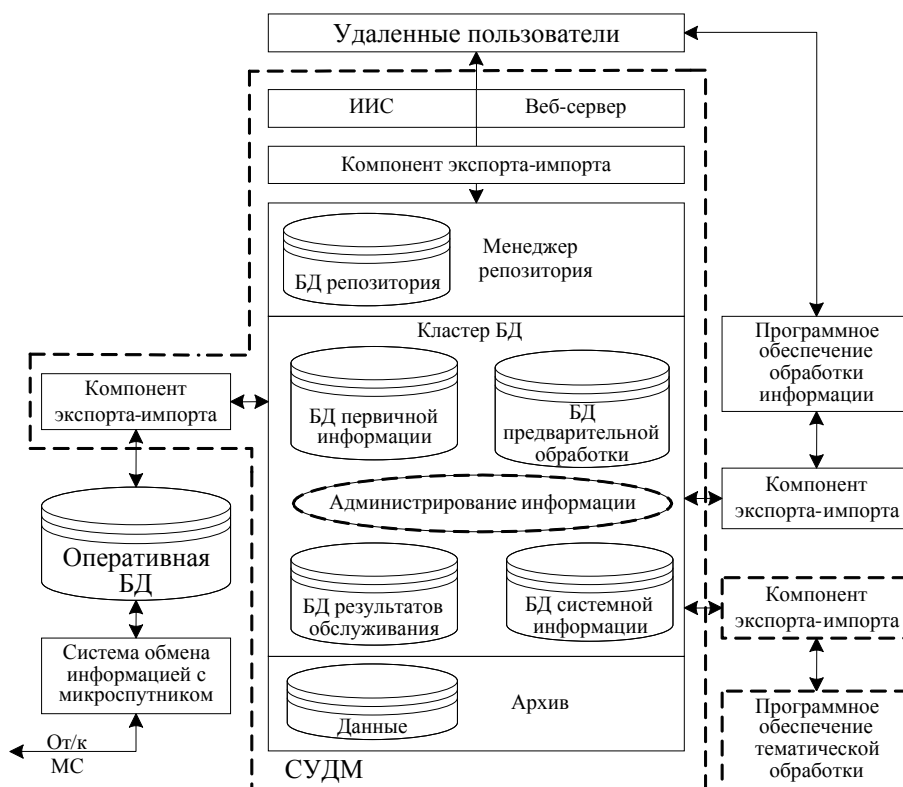 Удаленные пользователи
ИИС
Веб-сервер
Компонент экспорта-импорта
БД репозитория
Менеджер
репозитория
Кластер БД
БД первичной
информации
БД
предварительной
обработки
Администрирование информации
БД результатов
обслуживания
БД системной
информации
Данные
Архив
СУДМ
Компонент
экспорта-импорта
Оперативная
БД
Система обмена
информацией с
микроспутником
От/к
МС
Программное
обеспечение
обработки
информации
Компонент
экспорта-импорта
Компонент
экспорта-импорта
Программное
обеспечение
тематической
обработки